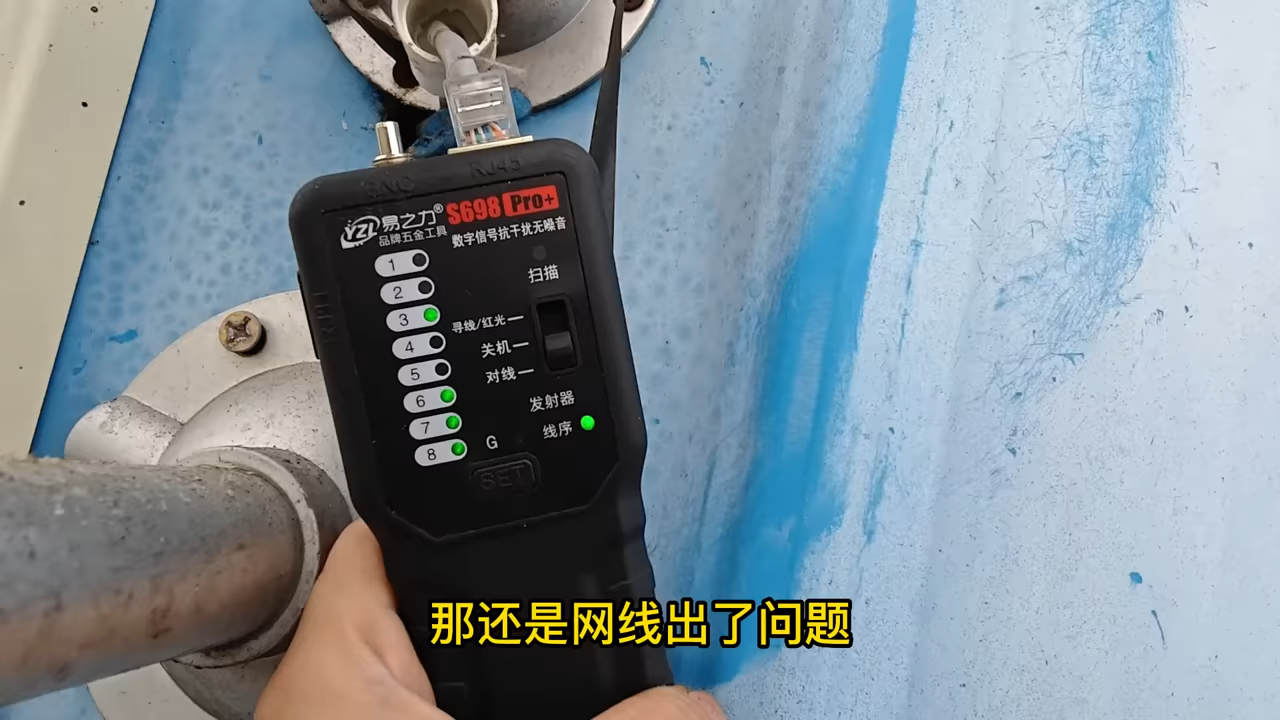 BNC
RJ45
YZL 易之力®
品牌五金工具
S698 Pro+
数字信号抗干扰无噪音
1
2
3
4
5
6
7
8
扫描
寻线/红光
关机
对线
发射器
线序
G
SET
那还是网线出了问题